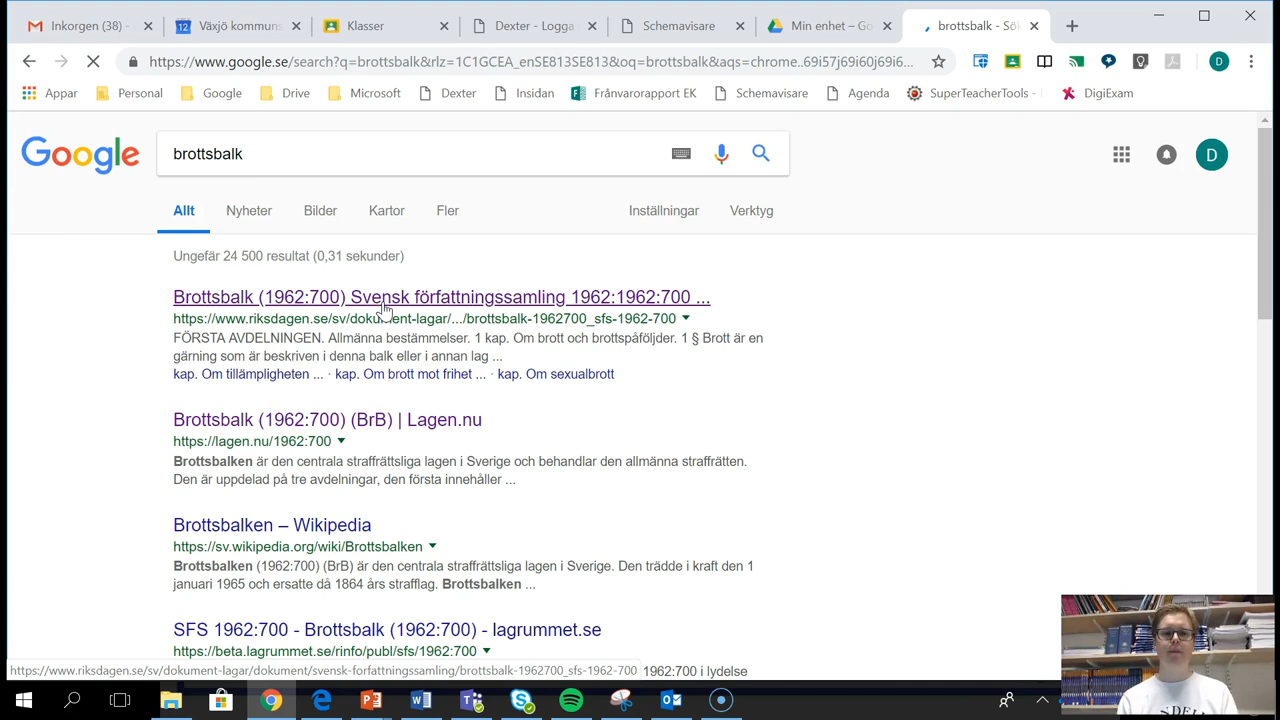 Inkorgen (38) -
Växjö kommuns
Klasser
Dexter - Logga
Schemavisare
Min enhet – Go
brottsbalk - Sök
https://www.google.se/search?q=brottsbalk&rlz=1C1GCEA_enSE813SE813&oq=brottsbalk&aqs=chrome..69i57j69i60j69i6...
Appar
Personal
Google
Drive
Microsoft
Dexter
Insidan
Frånvarorapport EK
Schemavisare
Agenda
SuperTeacherTools -
DigiExam
Google
brottsbalk
D
Allt
Nyheter
Bilder
Kartor
Fler
Inställningar
Verktyg
Ungefär 24 500 resultat (0,31 sekunder)
Brottsbalk (1962:700) Svensk författningssamling 1962:1962:700 ...
https://www.riksdagen.se/sv/dokument-lagar/.../brottsbalk-1962700_sfs-1962-700
FÖRSTA AVDELNINGEN. Allmänna bestämmelser. 1 kap. Om brott och brottspåföljder. 1 § Brott är en
gärning som är beskriven i denna balk eller i annan lag ...
kap. Om tillämpligheten ... · kap. Om brott mot frihet ... · kap. Om sexualbrott
Brottsbalk (1962:700) (BrB) | Lagen.nu
https://lagen.nu/1962:700
Brottsbalken är den centrala straffrättsliga lagen i Sverige och behandlar den allmänna straffrätten.
Den är uppdelad på tre avdelningar, den första innehåller ...
Brottsbalken – Wikipedia
https://sv.wikipedia.org/wiki/Brottsbalken
Brottsbalken (1962:700) (BrB) är den centrala straffrättsliga lagen i Sverige. Den trädde i kraft den 1
januari 1965 och ersatte då 1864 års strafflag. Brottsbalken ...
SFS 1962:700 - Brottsbalk (1962:700) - lagrummet.se
https://beta.lagrummet.se/rinfo/publ/sfs/1962:700
https://www.riksdagen.se/sv/dokument-lagar/dokument/svensk-forfattningssamling/brottsbalk-1962700_sfs-1962-700
1962:700 i lydelse